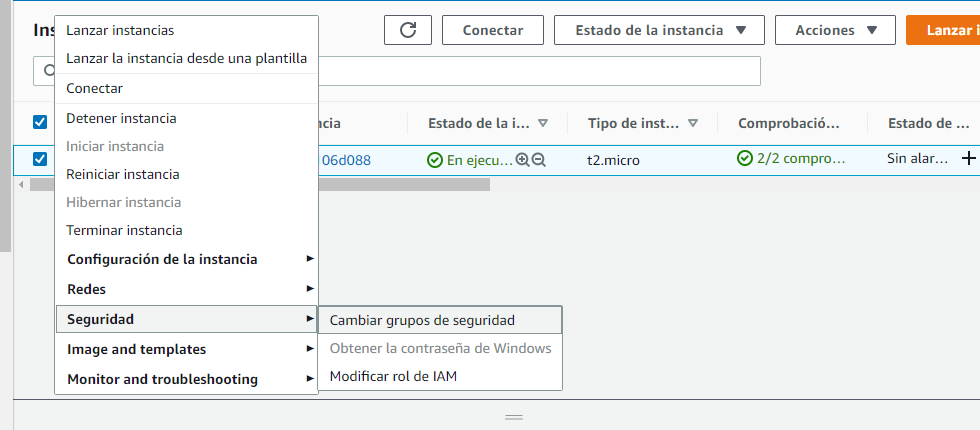 Ins
Conectar
Estado de la instancia
Acciones
Lanzar i
Lanzar instancias
Lanzar la instancia desde una plantilla
Conectar
Detener instancia
Iniciar instancia
Reiniciar instancia
Hibernar instancia
Terminar instancia
Configuración de la instancia
Redes
Seguridad
Image and templates
Monitor and troubleshooting
Cambiar grupos de seguridad
Obtener la contraseña de Windows
Modificar rol de IAM
ncia Estado de la i... Tipo de inst... Comprobació... Estado de ...
06d088 En ejecu... t2.micro 2/2 compro... Sin alar...